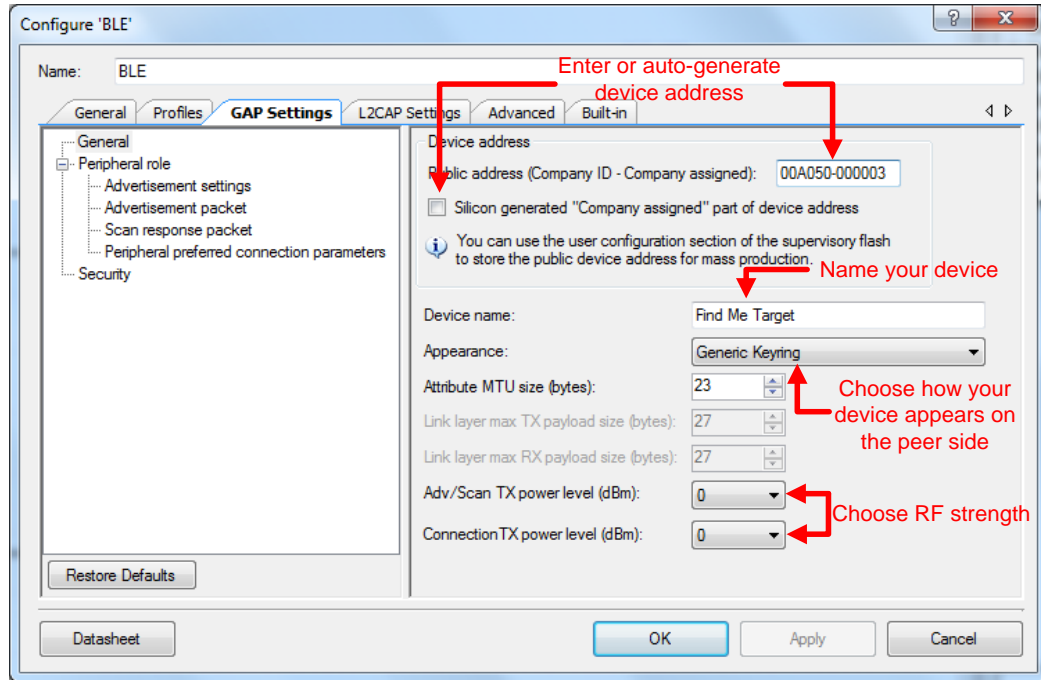 Configure 'BLE'
Name: BLE
Enter or auto-generate
device address
General Profiles GAP Settings L2CAP Settings Advanced Built-in
General
Peripheral role
Advertisement settings
Advertisement packet
Scan response packet
Peripheral preferred connection parameters
Security
Device address
Public address (Company ID - Company assigned): 00A050-000003
Silicon generated "Company assigned" part of device address
You can use the user configuration section of the supervisory flash
to store the public device address for mass production.
Name your device
Device name: Find Me Target
Appearance: Generic Keyring
Attribute MTU size (bytes): 23
Choose how your
device appears on
the peer side
Link layer max TX payload size (bytes): 27
Link layer max RX payload size (bytes): 27
Adv/Scan TX power level (dBm): 0
Choose RF strength
Connection TX power level (dBm): 0
Restore Defaults
Datasheet OK Apply Cancel